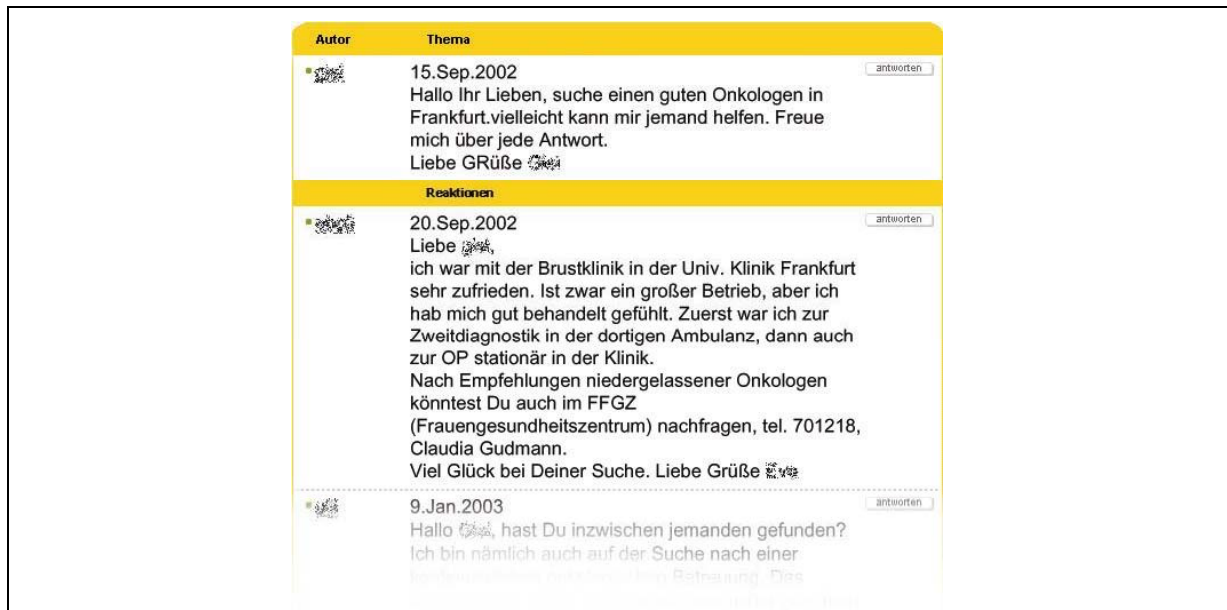 Autor Thema
15.Sep.2002 antworten
Hallo Ihr Lieben, suche einen guten Onkologen in
Frankfurt.vielleicht kann mir jemand helfen. Freue
mich über jede Antwort.
Liebe GRüße
Reaktionen
20.Sep.2002 antworten
Liebe
ich war mit der Brustklinik in der Univ. Klinik Frankfurt
sehr zufrieden. Ist zwar ein großer Betrieb, aber ich
hab mich gut behandelt gefühlt. Zuerst war ich zur
Zweitdiagnostik in der dortigen Ambulanz, dann auch
zur OP stationär in der Klinik.
Nach Empfehlungen niedergelassener Onkologen
könntest Du auch im FFGZ
(Frauengesundheitszentrum) nachfragen, tel. 701218,
Claudia Gudmann.
Viel Glück bei Deiner Suche. Liebe Grüße
9.Jan.2003 antworten
Hallo , hast Du inzwischen jemanden gefunden?
Ich bin nämlich auch auf der Suche nach einer
Betreuung. Das